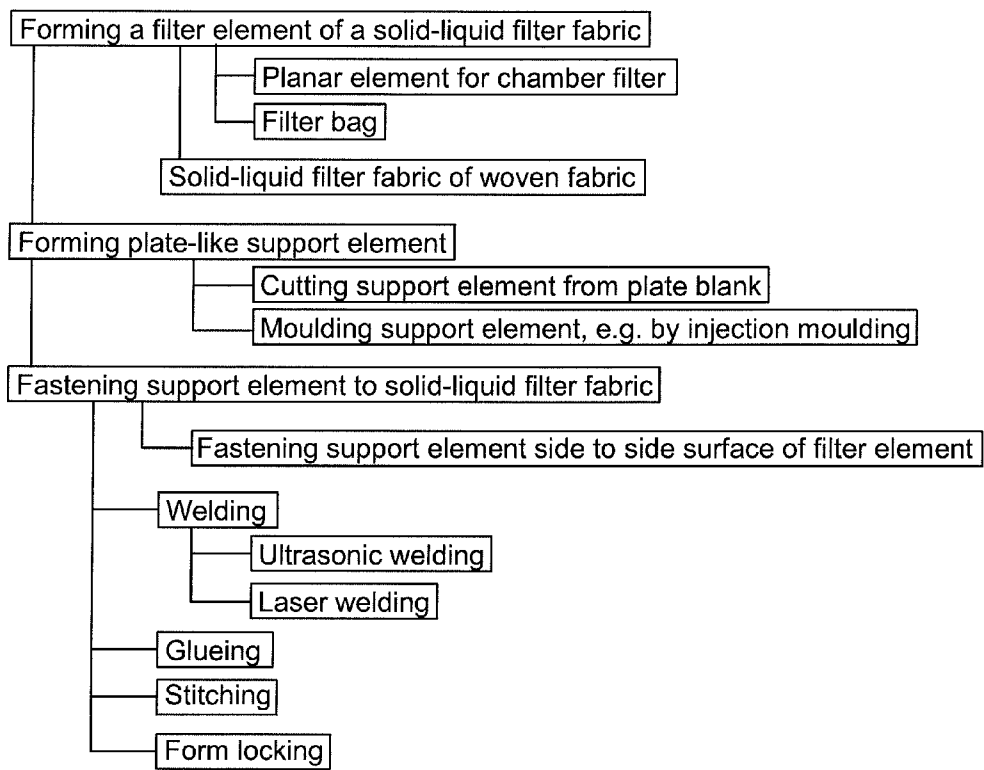 Forming a filter element of a solid-liquid filter fabric
Planar element for chamber filter
Filter bag
Solid-liquid filter fabric of woven fabric
Forming plate-like support element
Cutting support element from plate blank
Moulding support element, e.g. by injection moulding
Fastening support element to solid-liquid filter fabric
Fastening support element side to side surface of filter element
Welding
Ultrasonic welding
Laser welding
Glueing
Stitching
Form locking